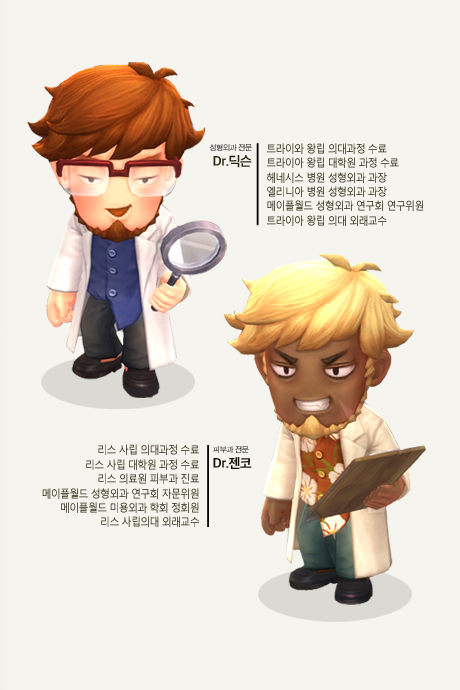 성형외과 전문
Dr.딕슨
트라이와 왕립 의대과정 수료
트라이아 왕립 대학원 과정 수료
헤네시스 병원 성형외과 과장
엘리니아 병원 성형외과 과장
메이플월드 성형외과 연구회 연구위원
트라이아 왕립 의대 외래교수
리스 사립 의대과정 수료
리스 사립 대학원 과정 수료
리스 의료원 피부과 진료
메이플월드 성형외과 연구회 자문위원
메이플월드 미용외과 학회 정회원
리스 사립의대 외래교수
피부과 전문
Dr.젠코